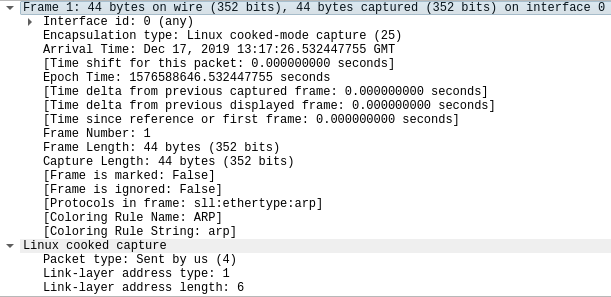 Frame 1: 44 bytes on wire (352 bits), 44 bytes captured (352 bits) on interface 0
Interface id: 0 (any)
Encapsulation type: Linux cooked-mode capture (25)
Arrival Time: Dec 17, 2019 13:17:26.532447755 GMT
[Time shift for this packet: 0.000000000 seconds]
Epoch Time: 1576588646.532447755 seconds
[Time delta from previous captured frame: 0.000000000 seconds]
[Time delta from previous displayed frame: 0.000000000 seconds]
[Time since reference or first frame: 0.000000000 seconds]
Frame Number: 1
Frame Length: 44 bytes (352 bits)
Capture Length: 44 bytes (352 bits)
[Frame is marked: False]
[Frame is ignored: False]
[Protocols in frame: sll:ethertype:arp]
[Coloring Rule Name: ARP]
[Coloring Rule String: arp]
Linux cooked capture
Packet type: Sent by us (4)
Link-layer address type: 1
Link-layer address length: 6